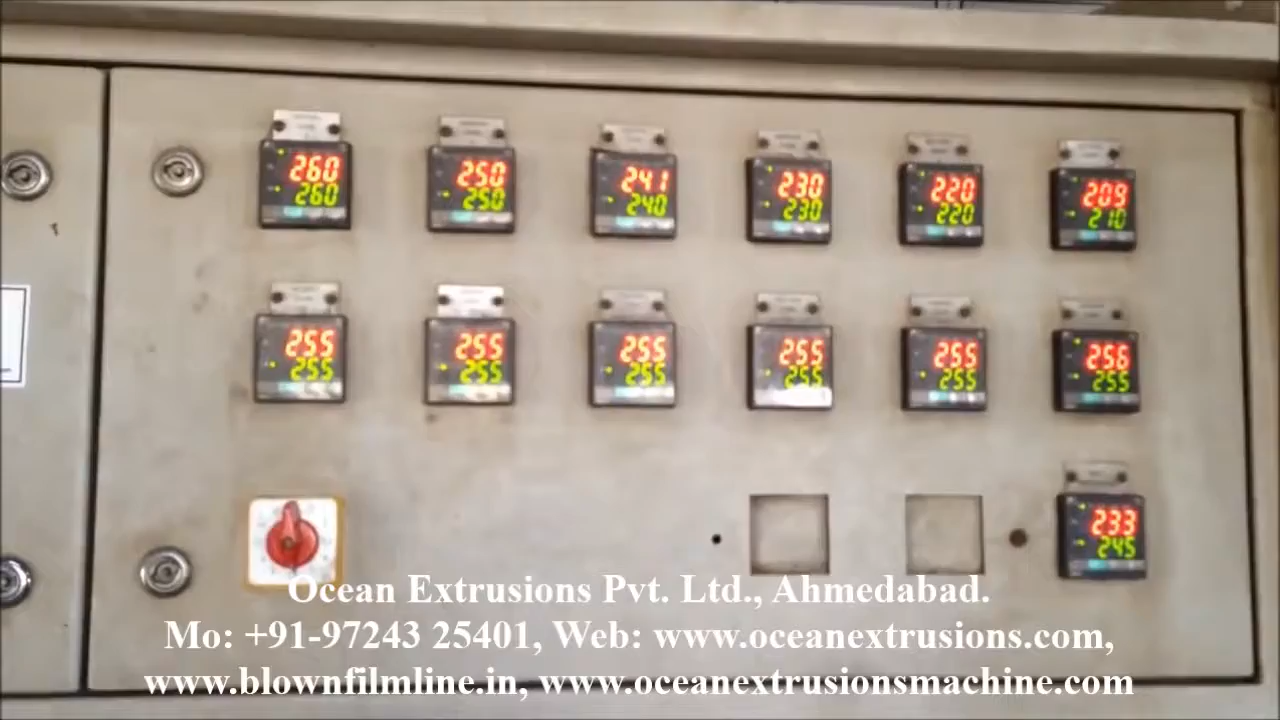 260 250 241 230 220 209
260 250 240 230 220 210
255 255 255 255 255 256
255 255 255 255 255 255
233
245
Ocean Extrusions Pvt. Ltd., Ahmedabad.
Mo: +91-97243 25401, Web: www.oceanextrusions.com,
www.blownfilmline.in, www.oceanextrusionsmachine.com